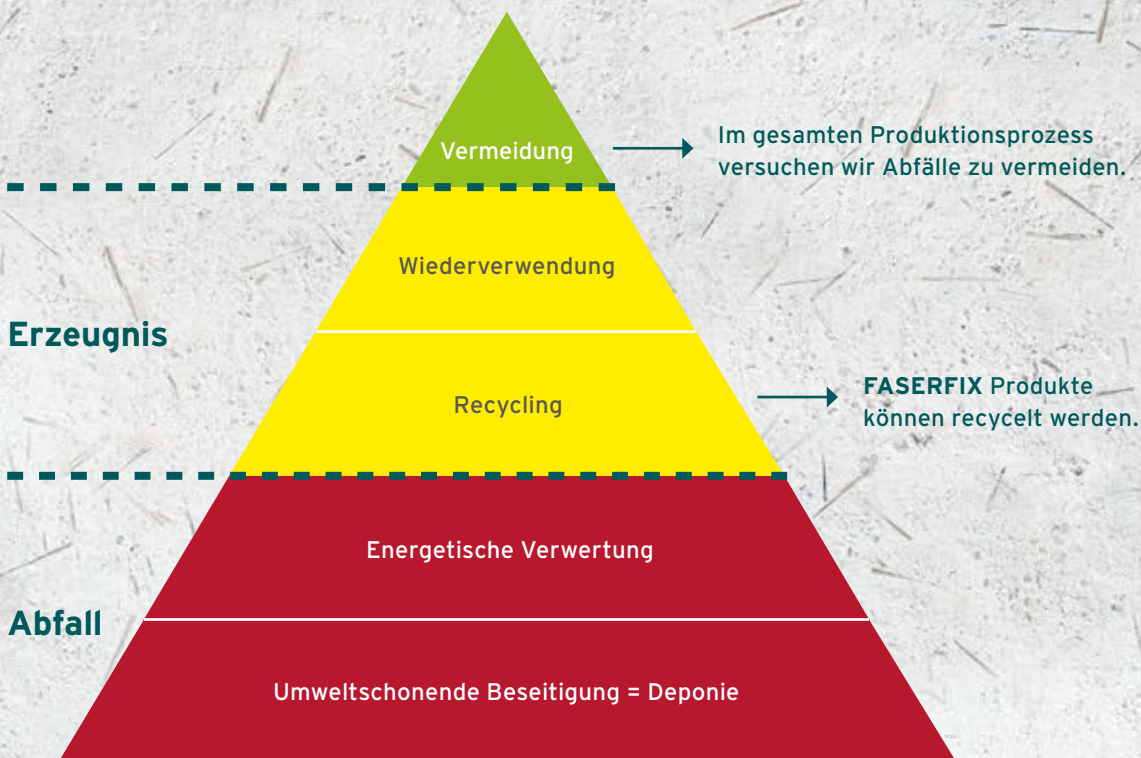 Vermeidung
Im gesamten Produktionsprozess
versuchen wir Abfälle zu vermeiden.
Wiederverwendung
Erzeugnis
Recycling
FASERFIX Produkte
können recycelt werden.
Energetische Verwertung
Abfall
Umweltschonende Beseitigung = Deponie